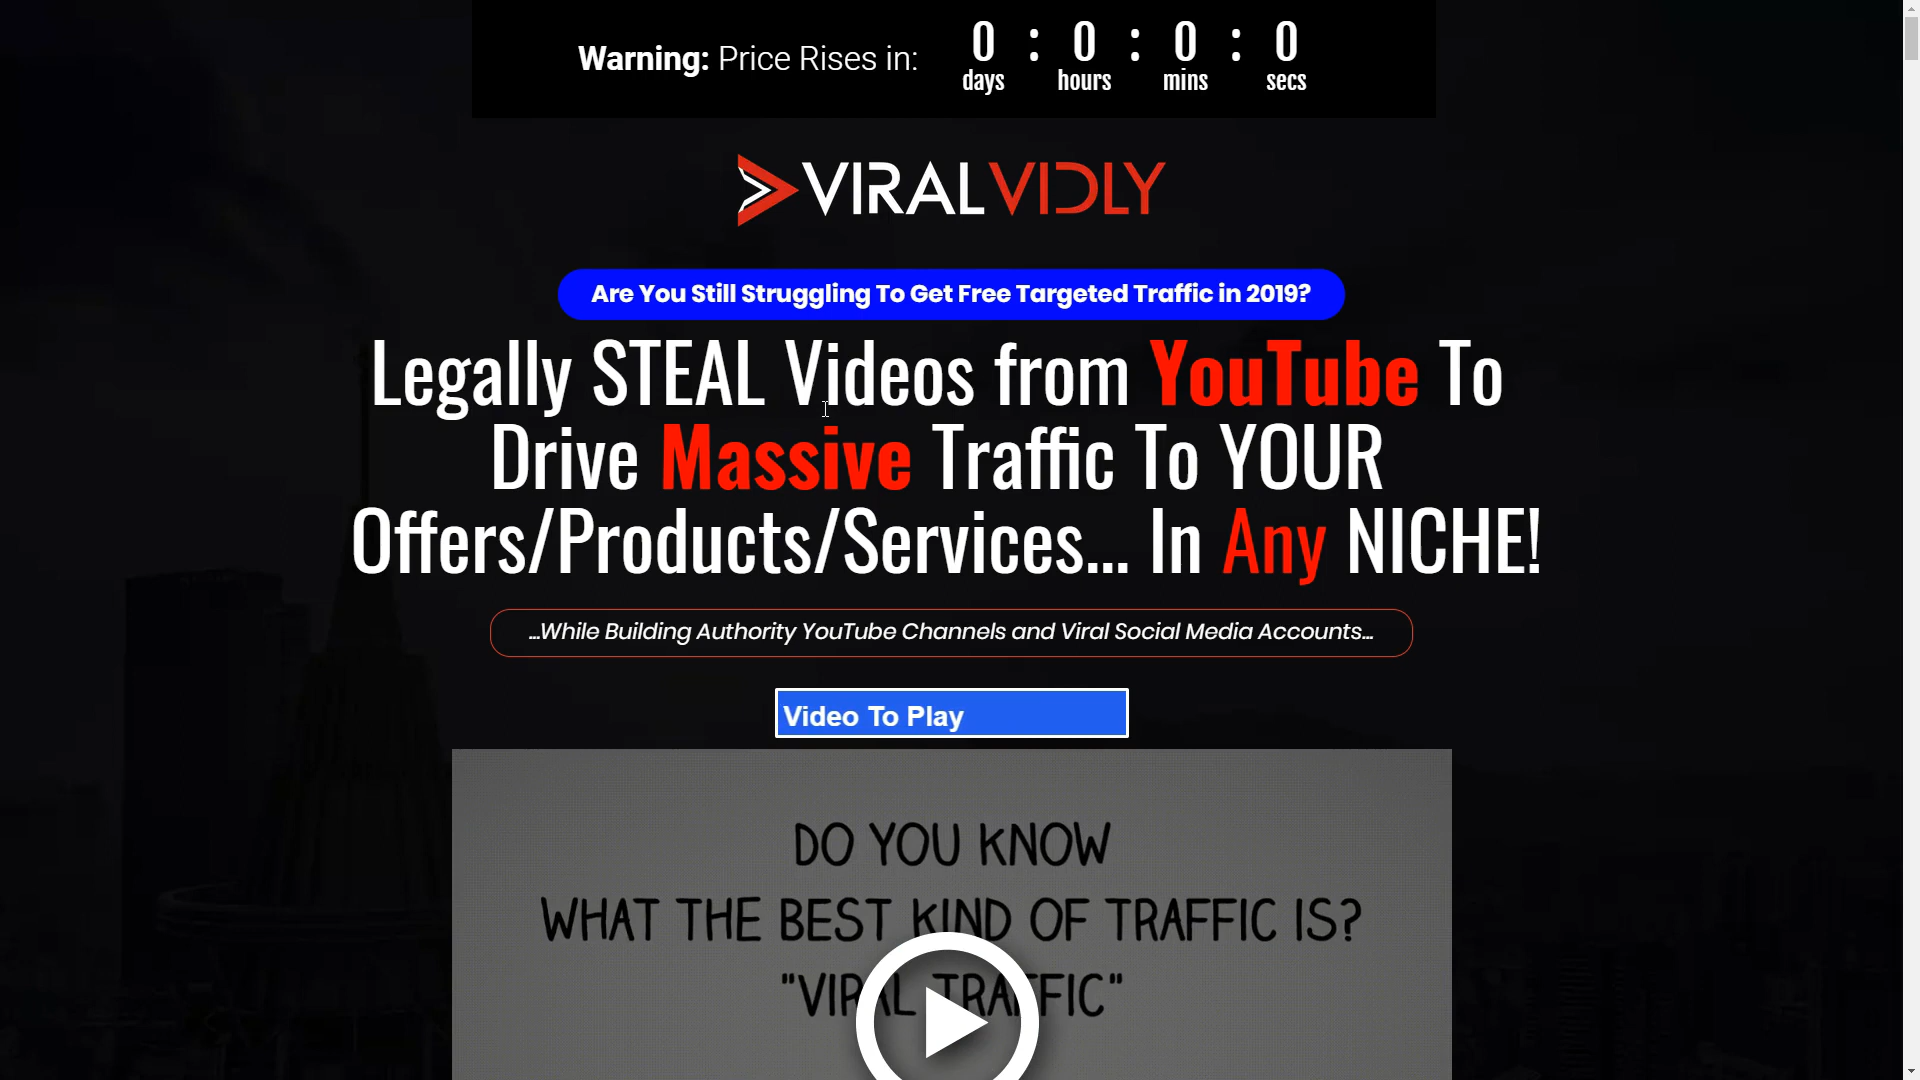 Warning: Price Rises in: 0 : 0 : 0 : 0
days hours mins secs
VIRALVIDLY
Are You Still Struggling To Get Free Targeted Traffic in 2019?
Legally STEAL Videos from YouTube To
Drive Massive Traffic To YOUR
Offers/Products/Services... In Any NICHE!
...While Building Authority YouTube Channels and Viral Social Media Accounts...
Video To Play
DO YOU KNOW
WHAT THE BEST KIND OF TRAFFIC IS?
"VIRAL TRAFFIC"